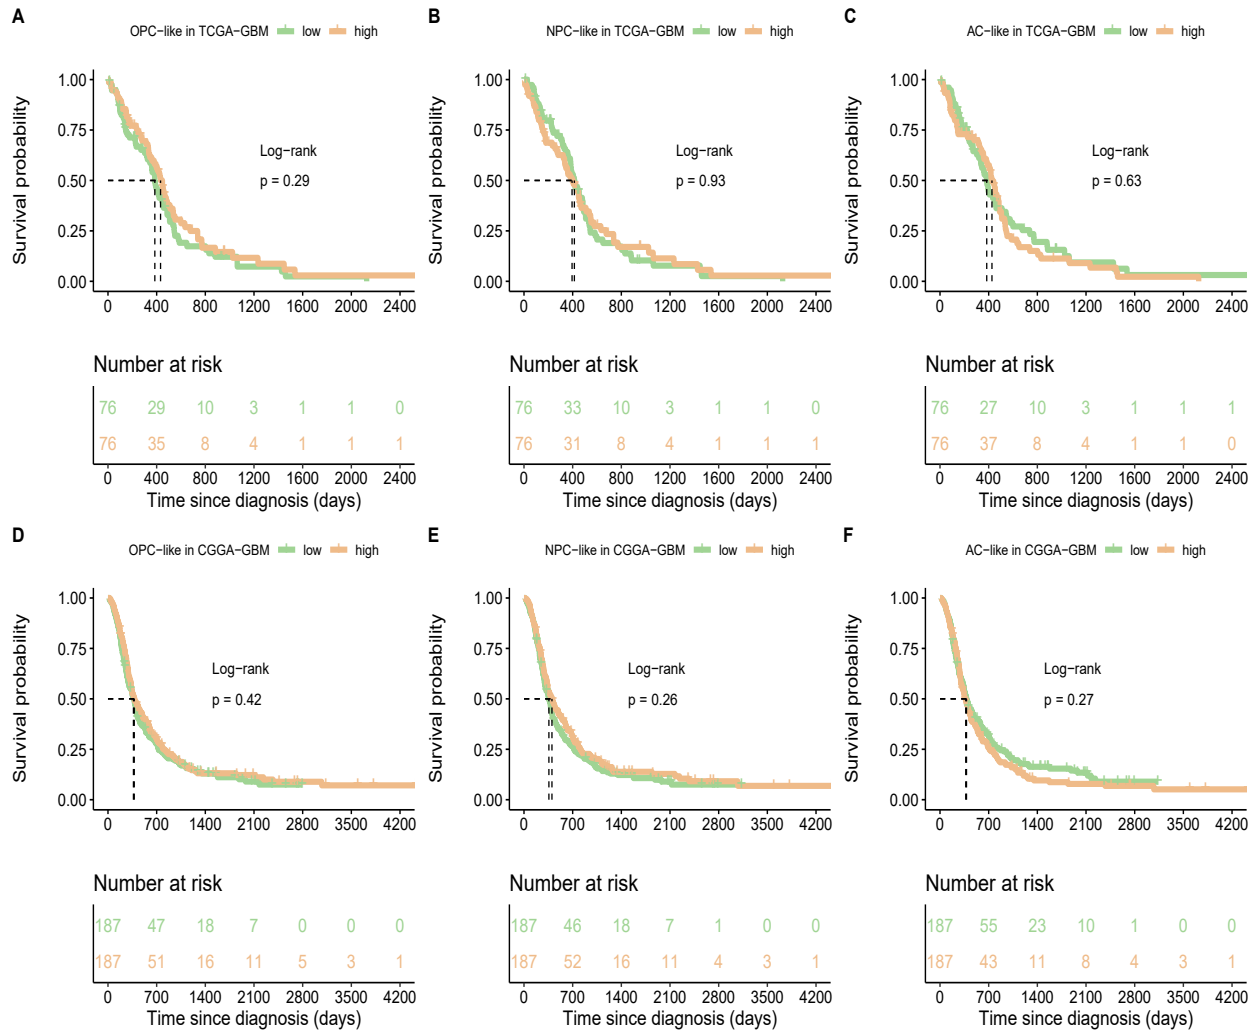 A
OPC−like in TCGA−GBM low high
Survival probability
1.00
0.75
0.50
0.25
0.00
Log−rank
p = 0.29
0 400 800 1200 1600 2000 2400
Number at risk
76 29 10 3 1 1 0
76 35 8 4 1 1 1
0 400 800 1200 1600 2000 2400
Time since diagnosis (days)
B
NPC−like in TCGA−GBM low high
Survival probability
1.00
0.75
0.50
0.25
0.00
Log−rank
p = 0.93
0 400 800 1200 1600 2000 2400
Number at risk
76 33 10 3 1 1 0
76 31 8 4 1 1 1
0 400 800 1200 1600 2000 2400
Time since diagnosis (days)
C
AC−like in TCGA−GBM low high
Survival probability
1.00
0.75
0.50
0.25
0.00
Log−rank
p = 0.63
0 400 800 1200 1600 2000 2400
Number at risk
76 27 10 3 1 1 1
76 37 8 4 1 1 0
0 400 800 1200 1600 2000 2400
Time since diagnosis (days)
D
OPC−like in CGGA−GBM low high
Survival probability
1.00
0.75
0.50
0.25
0.00
Log−rank
p = 0.42
0 700 1400 2100 2800 3500 4200
Number at risk
187 47 18 7 0 0 0
187 51 16 11 5 3 1
0 700 1400 2100 2800 3500 4200
Time since diagnosis (days)
E
NPC−like in CGGA−GBM low high
Survival probability
1.00
0.75
0.50
0.25
0.00
Log−rank
p = 0.26
0 700 1400 2100 2800 3500 4200
Number at risk
187 46 18 7 1 0 0
187 52 16 11 4 3 1
0 700 1400 2100 2800 3500 4200
Time since diagnosis (days)
F
AC−like in CGGA−GBM low high
Survival probability
1.00
0.75
0.50
0.25
0.00
Log−rank
p = 0.27
0 700 1400 2100 2800 3500 4200
Number at risk
187 55 23 10 1 0 0
187 43 11 8 4 3 1
0 700 1400 2100 2800 3500 4200
Time since diagnosis (days)